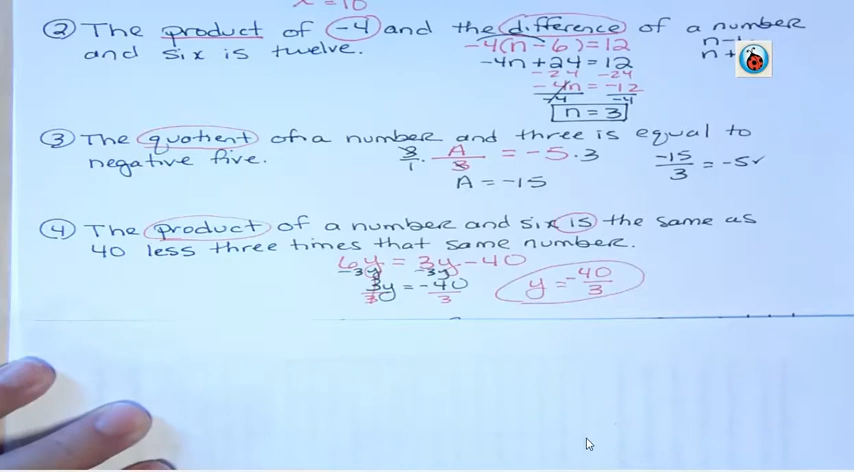 x = 10
② The product of -4 and the difference of a number
and six is twelve.
-4(n - 6) = 12
n -
n +
-4n + 24 = 12
-24 -24
-4n = -12
-4 -4
n = 3
③ The quotient of a number and three is equal to
negative five.
3/1 · A/3 = -5 · 3
-15/3 = -5 ✓
A = -15
④ The product of a number and six is the same as
40 less three times that same number.
6y = 3y - 40
-3y -3y
3y = -40
3 3
y = -40/3